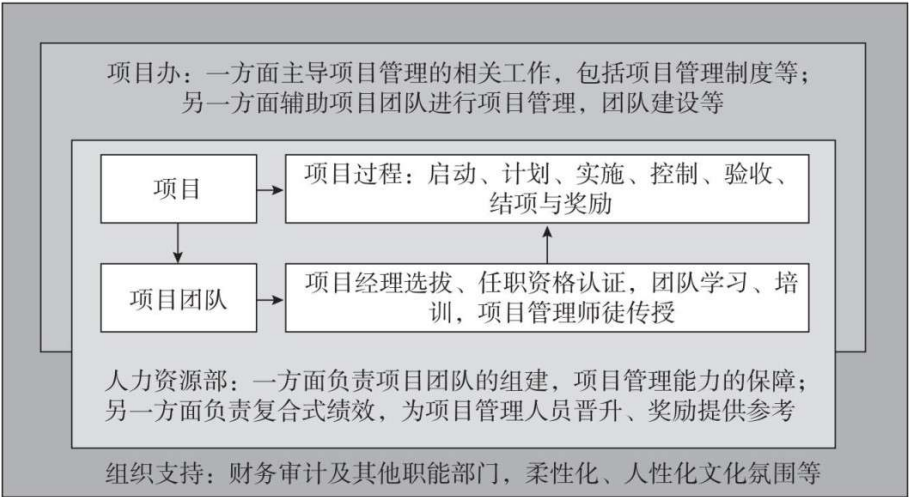 项目办：一方面主导项目管理的相关工作，包括项目管理制度等；
另一方面辅助项目团队进行项目管理，团队建设等
项目
项目过程：启动、计划、实施、控制、验收、
结项与奖励
项目团队
项目经理选拔、任职资格认证，团队学习、培
训，项目管理师徒传授
人力资源部：一方面负责项目团队的组建，项目管理能力的保障；
另一方面负责复合式绩效，为项目管理人员晋升、奖励提供参考
组织支持：财务审计及其他职能部门，柔性化、人性化文化氛围等